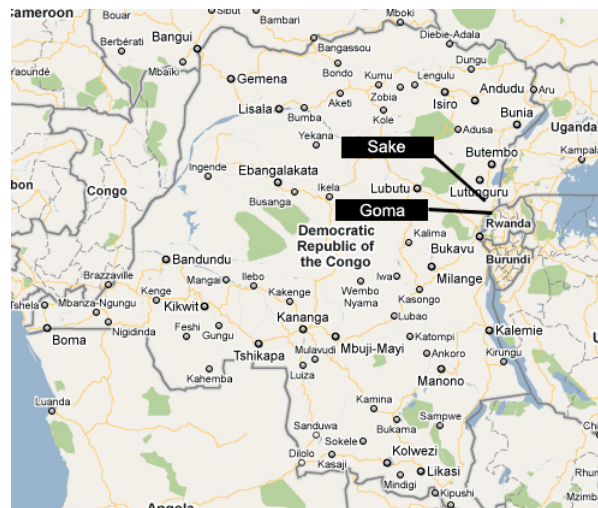 Cameroon
Bouar
Sibut
Bambari
Mboki
Diebie-Adala
Berbérati
Bangui
Bangassou
Dungu
Yaoundé
Mbaïki
Gemena
Bondo
Kumu
Lengulu
Andudu
Aru
Aketi
Zobia
Isiro
Lisala
Bumba
Kole
Bunia
Yekana
Adusa
Uganda
Sake
Butembo
Kampala
Ingende
Ebangalakata
Ikela
Lubutu
Lutunguru
Congo
Busanga
Goma
Rwanda
Democratic
Republic of
the Congo
Kalima
Bukavu
Burundi
Bandundu
Brazzaville
Mangai
Ilebo
Iwa
Milange
Tshela
Mbanza-Ngungu
Kenge
Kikwit
Kakenge
Wembo
Nyama
Kasongo
Boma
Nigidinda
Feshi
Gungu
Kananga
Lubao
Kalemie
Tshikapa
Mulavudi
Mbuji-Mayi
Katompi
Ankoro
Kirungu
Kahemba
Luiza
Manono
Luanda
Kamina
Sampwe
Sanduwa
Bukama
Sokele
Dilolo
Kasaji
Kolwezi
Likasi
Mindigi
Kipushi
Mzimb
Angola